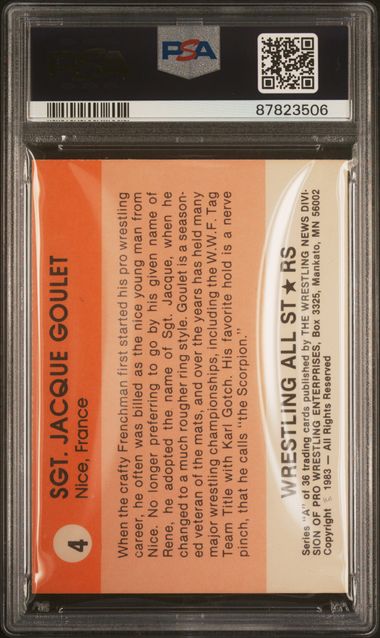 PSA
87823506
4
SGT. JACQUE GOULET
Nice, France
When the crafty Frenchman first started his pro wrestling
career, he often was billed as the nice young man from
Nice. No longer preferring to go by his given name of
Rene, he adopted the name of Sgt. Jacque, when he
changed to a much rougher ring style. Goulet is a season-
ed veteran of the mats, and over the years has held many
major wrestling championships, including the W.W.F. Tag
Team Title with Karl Gotch. His favorite hold is a nerve
pinch, that he calls "the Scorpion."
WRESTLING ALL ST★RS
Series "A" of 36 trading cards published by THE WRESTLING NEWS DIVI-
SION OF PRO WRESTLING ENTERPRISES, Box 3325, Mankato, MN 56002
Copyright © 1983 — All Rights Reserved